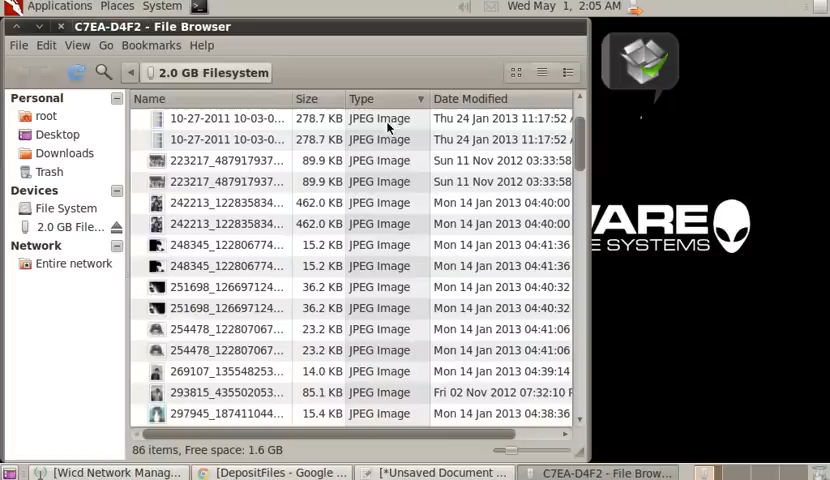 Applications Places System Wed May 1, 2:05 AM
C7EA-D4F2 - File Browser
File Edit View Go Bookmarks Help
2.0 GB Filesystem
Personal
root
Desktop
Downloads
Trash
Devices
File System
2.0 GB File...
Network
Entire network
Name Size Type Date Modified
10-27-2011 10-03-0... 278.7 KB JPEG Image Thu 24 Jan 2013 11:17:52
10-27-2011 10-03-0... 278.7 KB JPEG Image Thu 24 Jan 2013 11:17:52
223217_487917937... 89.9 KB JPEG Image Sun 11 Nov 2012 03:33:58
223217_487917937... 89.9 KB JPEG Image Sun 11 Nov 2012 03:33:58
242213_122835834... 462.0 KB JPEG Image Mon 14 Jan 2013 04:40:00
242213_122835834... 462.0 KB JPEG Image Mon 14 Jan 2013 04:40:00
248345_122806774... 15.2 KB JPEG Image Mon 14 Jan 2013 04:41:36
248345_122806774... 15.2 KB JPEG Image Mon 14 Jan 2013 04:41:36
251698_126697124... 36.2 KB JPEG Image Mon 14 Jan 2013 04:40:32
251698_126697124... 36.2 KB JPEG Image Mon 14 Jan 2013 04:40:32
254478_122807067... 23.2 KB JPEG Image Mon 14 Jan 2013 04:41:06
254478_122807067... 23.2 KB JPEG Image Mon 14 Jan 2013 04:41:06
269107_135548253... 14.0 KB JPEG Image Mon 14 Jan 2013 04:39:14
293815_435502053... 85.1 KB JPEG Image Fri 02 Nov 2012 07:32:10
297945_187411044... 15.4 KB JPEG Image Mon 14 Jan 2013 04:38:36
86 items, Free space: 1.6 GB
WARE
E SYSTEMS
[Wicd Network Manag... [DepositFiles - Google ... [*Unsaved Document ... C7EA-D4F2 - File Brow...